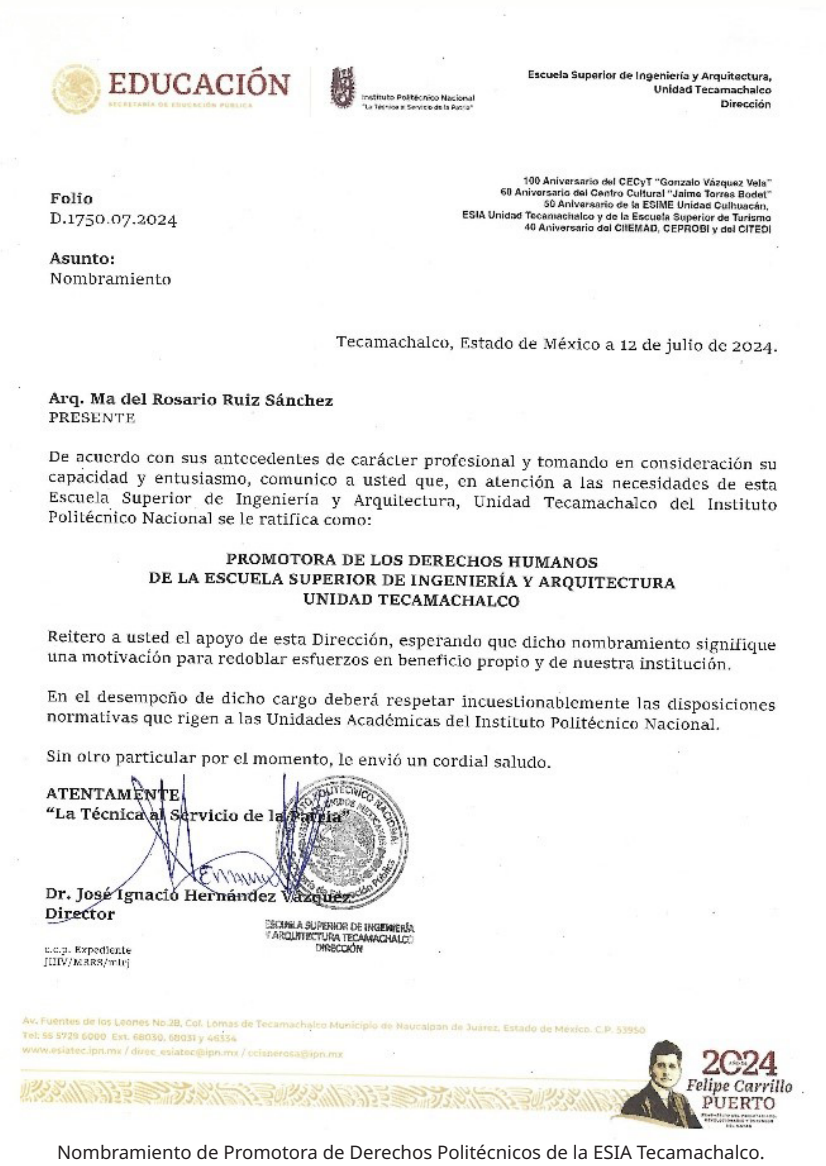 EDUCACIÓN
SECRETARÍA DE EDUCACIÓN PÚBLICA
Instituto Politécnico Nacional
"La Técnica al Servicio de la Patria"
Escuela Superior de Ingeniería y Arquitectura,
Unidad Tecamachalco
Dirección
100 Aniversario del CECyT "Gonzalo Vázquez Vela"
60 Aniversario del Centro Cultural "Jaime Torres Bodet"
50 Aniversario de la ESIME Unidad Culhuacán,
ESIA Unidad Tecamachalco y de la Escuela Superior de Turismo
40 Aniversario del CIIEMAD, CEPROBI y del CITEDI
Folio
D.1750.07.2024
Asunto:
Nombramiento
Tecamachalco, Estado de México a 12 de julio de 2024.
Arq. Ma del Rosario Ruiz Sánchez
PRESENTE
De acuerdo con sus antecedentes de carácter profesional y tomando en consideración su
capacidad y entusiasmo, comunico a usted que, en atención a las necesidades de esta
Escuela Superior de Ingeniería y Arquitectura, Unidad Tecamachalco del Instituto
Politécnico Nacional se le ratifica como:
PROMOTORA DE LOS DERECHOS HUMANOS
DE LA ESCUELA SUPERIOR DE INGENIERÍA Y ARQUITECTURA
UNIDAD TECAMACHALCO
Reitero a usted el apoyo de esta Dirección, esperando que dicho nombramiento signifique
una motivación para redoblar esfuerzos en beneficio propio y de nuestra institución.
En el desempeño de dicho cargo deberá respetar incuestionablemente las disposiciones
normativas que rigen a las Unidades Académicas del Instituto Politécnico Nacional.
Sin otro particular por el momento, le envió un cordial saludo.
ATENTAMENTE
"La Técnica al Servicio de la Patria"
Dr. José Ignacio Hernández Vázquez
Director
ESCUELA SUPERIOR DE INGENIERÍA
Y ARQUITECTURA TECAMACHALCO
DIRECCIÓN
c.c.p. Expediente
Av. Fuentes de los Leones No.28, Col. Lomas de Tecamachalco Municipio de Naucalpan de Juárez, Estado de México. C.P. 53950
Tel: 55 5729 6000 Ext. 68030, 68031 y 46334
www.esiatec.ipn.mx / direc_esiatec@ipn.mx /
2024
AÑO DE
Felipe Carrillo
PUERTO
Nombramiento de Promotora de Derechos Politécnicos de la ESIA Tecamachalco.